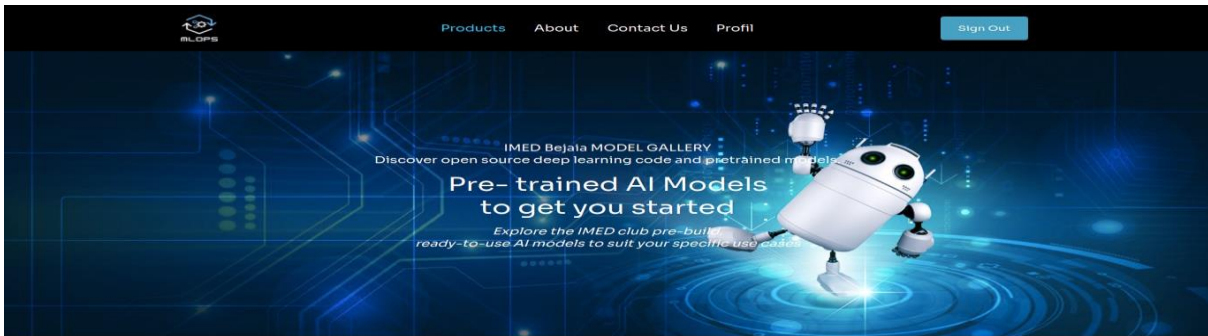 MLOPS
Products About Contact Us Profil
Sign Out
IMED Bejaia MODEL GALLERY
Discover open source deep learning code and pretrained models
Pre- trained AI Models
to get you started
Explore the IMED club pre-build,
ready-to-use AI models to suit your specific use cases